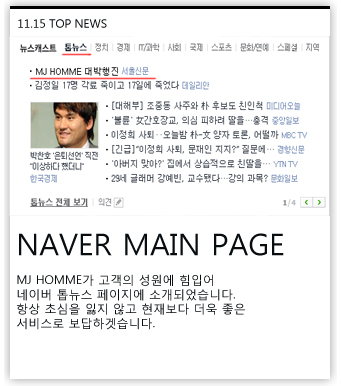 11.15 TOP NEWS
뉴스캐스트 톱뉴스 정치 경제 IT/과학 사회 국제 스포츠 문화/연예 스페셜 지역
· MJ HOMME 대박행진 서울신문
· 김정일 17명 각료 죽이고 17일에 죽었다 데일리안
· [대해부] 조중동 사주와 朴 후보도 친인척 미디어오늘
· '불륜' 女간호장교, 의심 피하려 딸을…충격 중앙일보
· 이정희 사퇴‥오늘밤 朴-文 양자 토론, 어떨까 MBC TV
· [긴급]"이정희 사퇴, 문재인 지지?" 질문에… 경향신문
· '아버지 맞아?' 집에서 상습적으로 친딸을… YTN TV
· 29세 글래머 강예빈, 교수됐다…강의 과목? 문화일보
박찬호 '은퇴선언' 직전
"이상하다 했더니"
한국경제
톱뉴스 전체 보기 의견 1/4
NAVER MAIN PAGE
MJ HOMME가 고객의 성원에 힘입어
네이버 톱뉴스 페이지에 소개되었습니다.
항상 초심을 잃지 않고 현재보다 더욱 좋은
서비스로 보답하겟습니다.